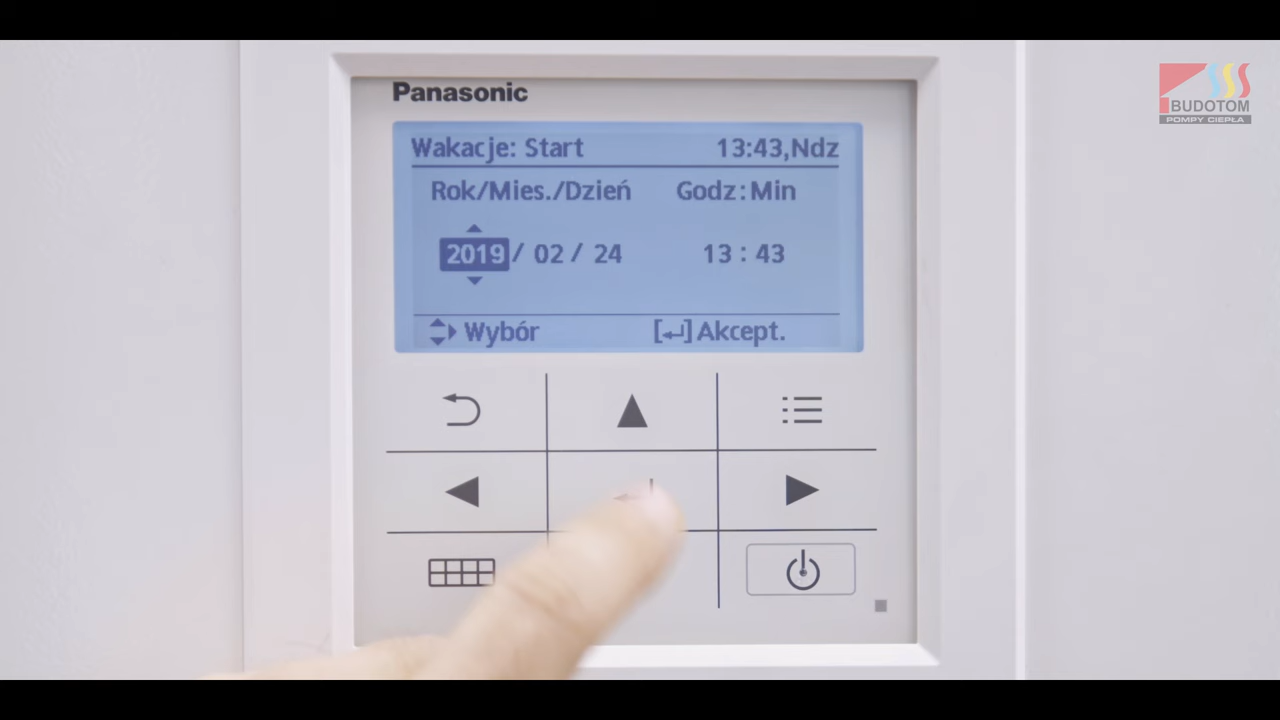 Panasonic
BUDOTOM
POMPY CIEPŁA
Wakacje: Start 13:43,Ndz
Rok/Mies./Dzień Godz:Min
2019/ 02 / 24 13 : 43
Wybór [↵] Akcept.